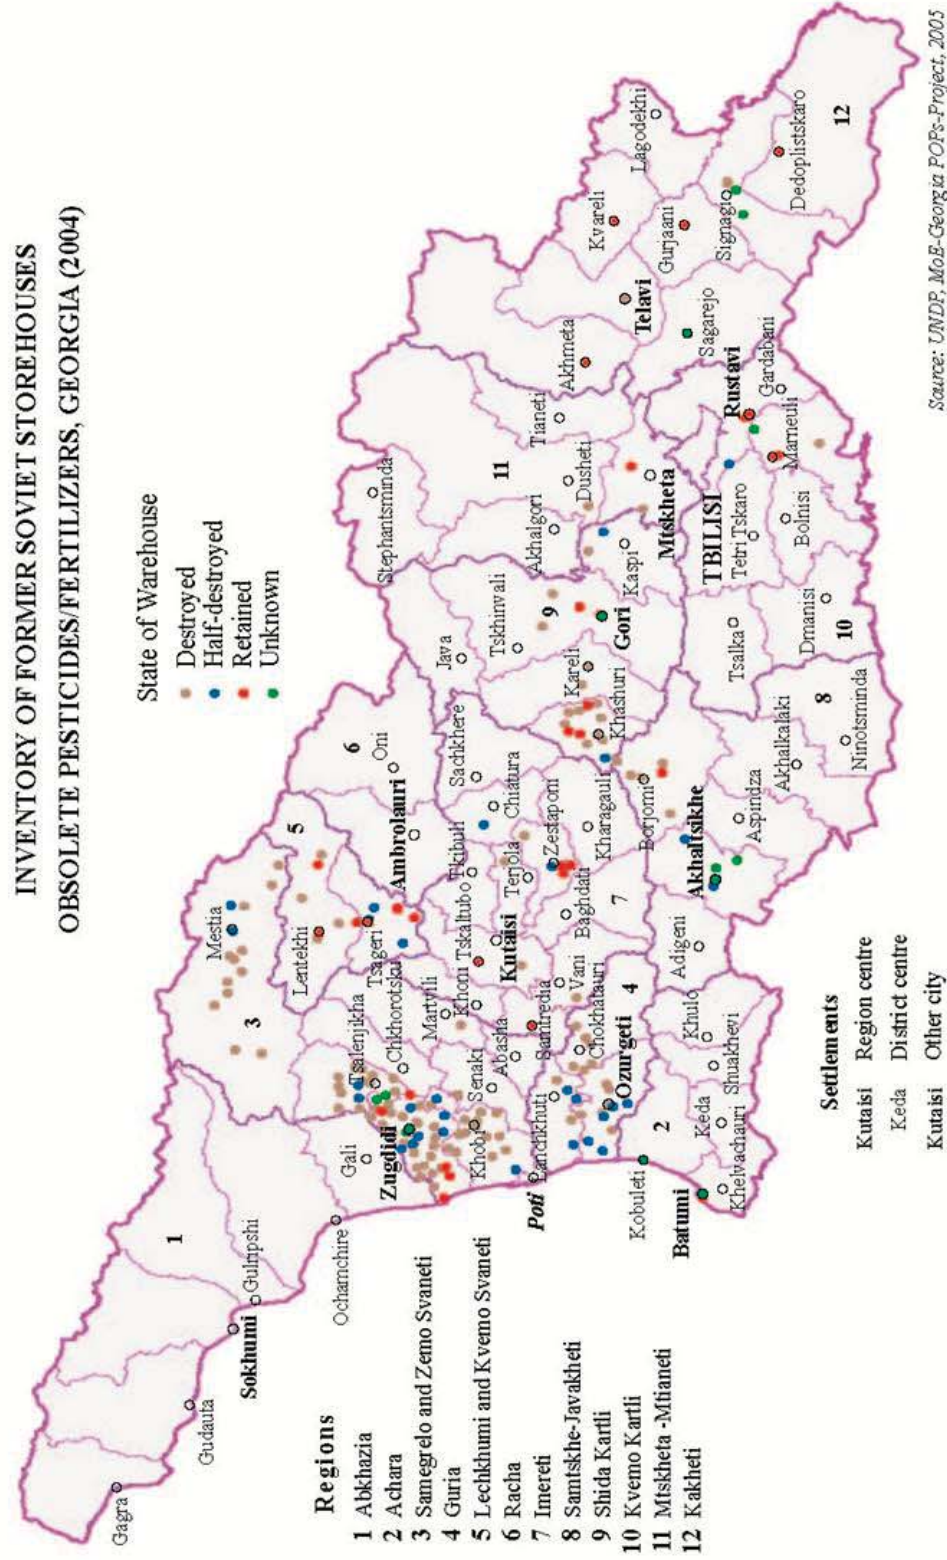 INVENTORY OF FORMER SOVIET STOREHOUSES
OBSOLETE PESTICIDES/FERTILIZERS, GEORGIA (2004)
State of Warehouse
Destroyed
Half-destroyed
Retained
Unknown
Gagra
Gudauta
Sokhumi
Gulripshi
1
Ochamchire
Gali
Zugdidi
Tsalenjikha
Chkhorotsku
3
Mestia
5
Lentekhi
Tsageri
6
Oni
Ambrolauri
Martvili
Khoni
Tskaltubo
Tkibuli
Sachkhere
Chiatura
Java
Tskhinvali
Stephantsminda
11
Akhalgori
Dusheti
Tianeti
Akhmeta
Kvareli
Lagodekhi
Khobi
Senaki
Abasha
Kutaisi
Terjola
Zestaponi
Kareli
9
Gori
Kaspi
Mtskheta
Telavi
Gurjaani
Poti
Lanchkhuti
Samtredia
Vani
Baghdati
Kharagauli
Khashuri
Chokhatauri
Ozurgeti
4
7
Borjomi
TBILISI
Rustavi
Sagarejo
Signagi
Kobuleti
2
Keda
Shuakhevi
Khulo
Adigeni
Akhaltsikhe
Aspindza
Tsalka
Tetri Tskaro
Gardabani
Marneuli
Bolnisi
Dmanisi
10
Dedoplistskaro
12
Batumi
Khelvachauri
Akhalkalaki
8
Ninotsminda
Regions
1 Abkhazia
2 Achara
3 Samegrelo and Zemo Svaneti
4 Guria
5 Lechkhumi and Kvemo Svaneti
6 Racha
7 Imereti
8 Samtskhe-Javakheti
9 Shida Kartli
10 Kvemo Kartli
11 Mtskheta -Mtianeti
12 Kakheti
Settlements
Kutaisi Region centre
Keda District centre
Kutaisi Other city
Source: UNDP, MoE-Georgia POPs-Project, 2005